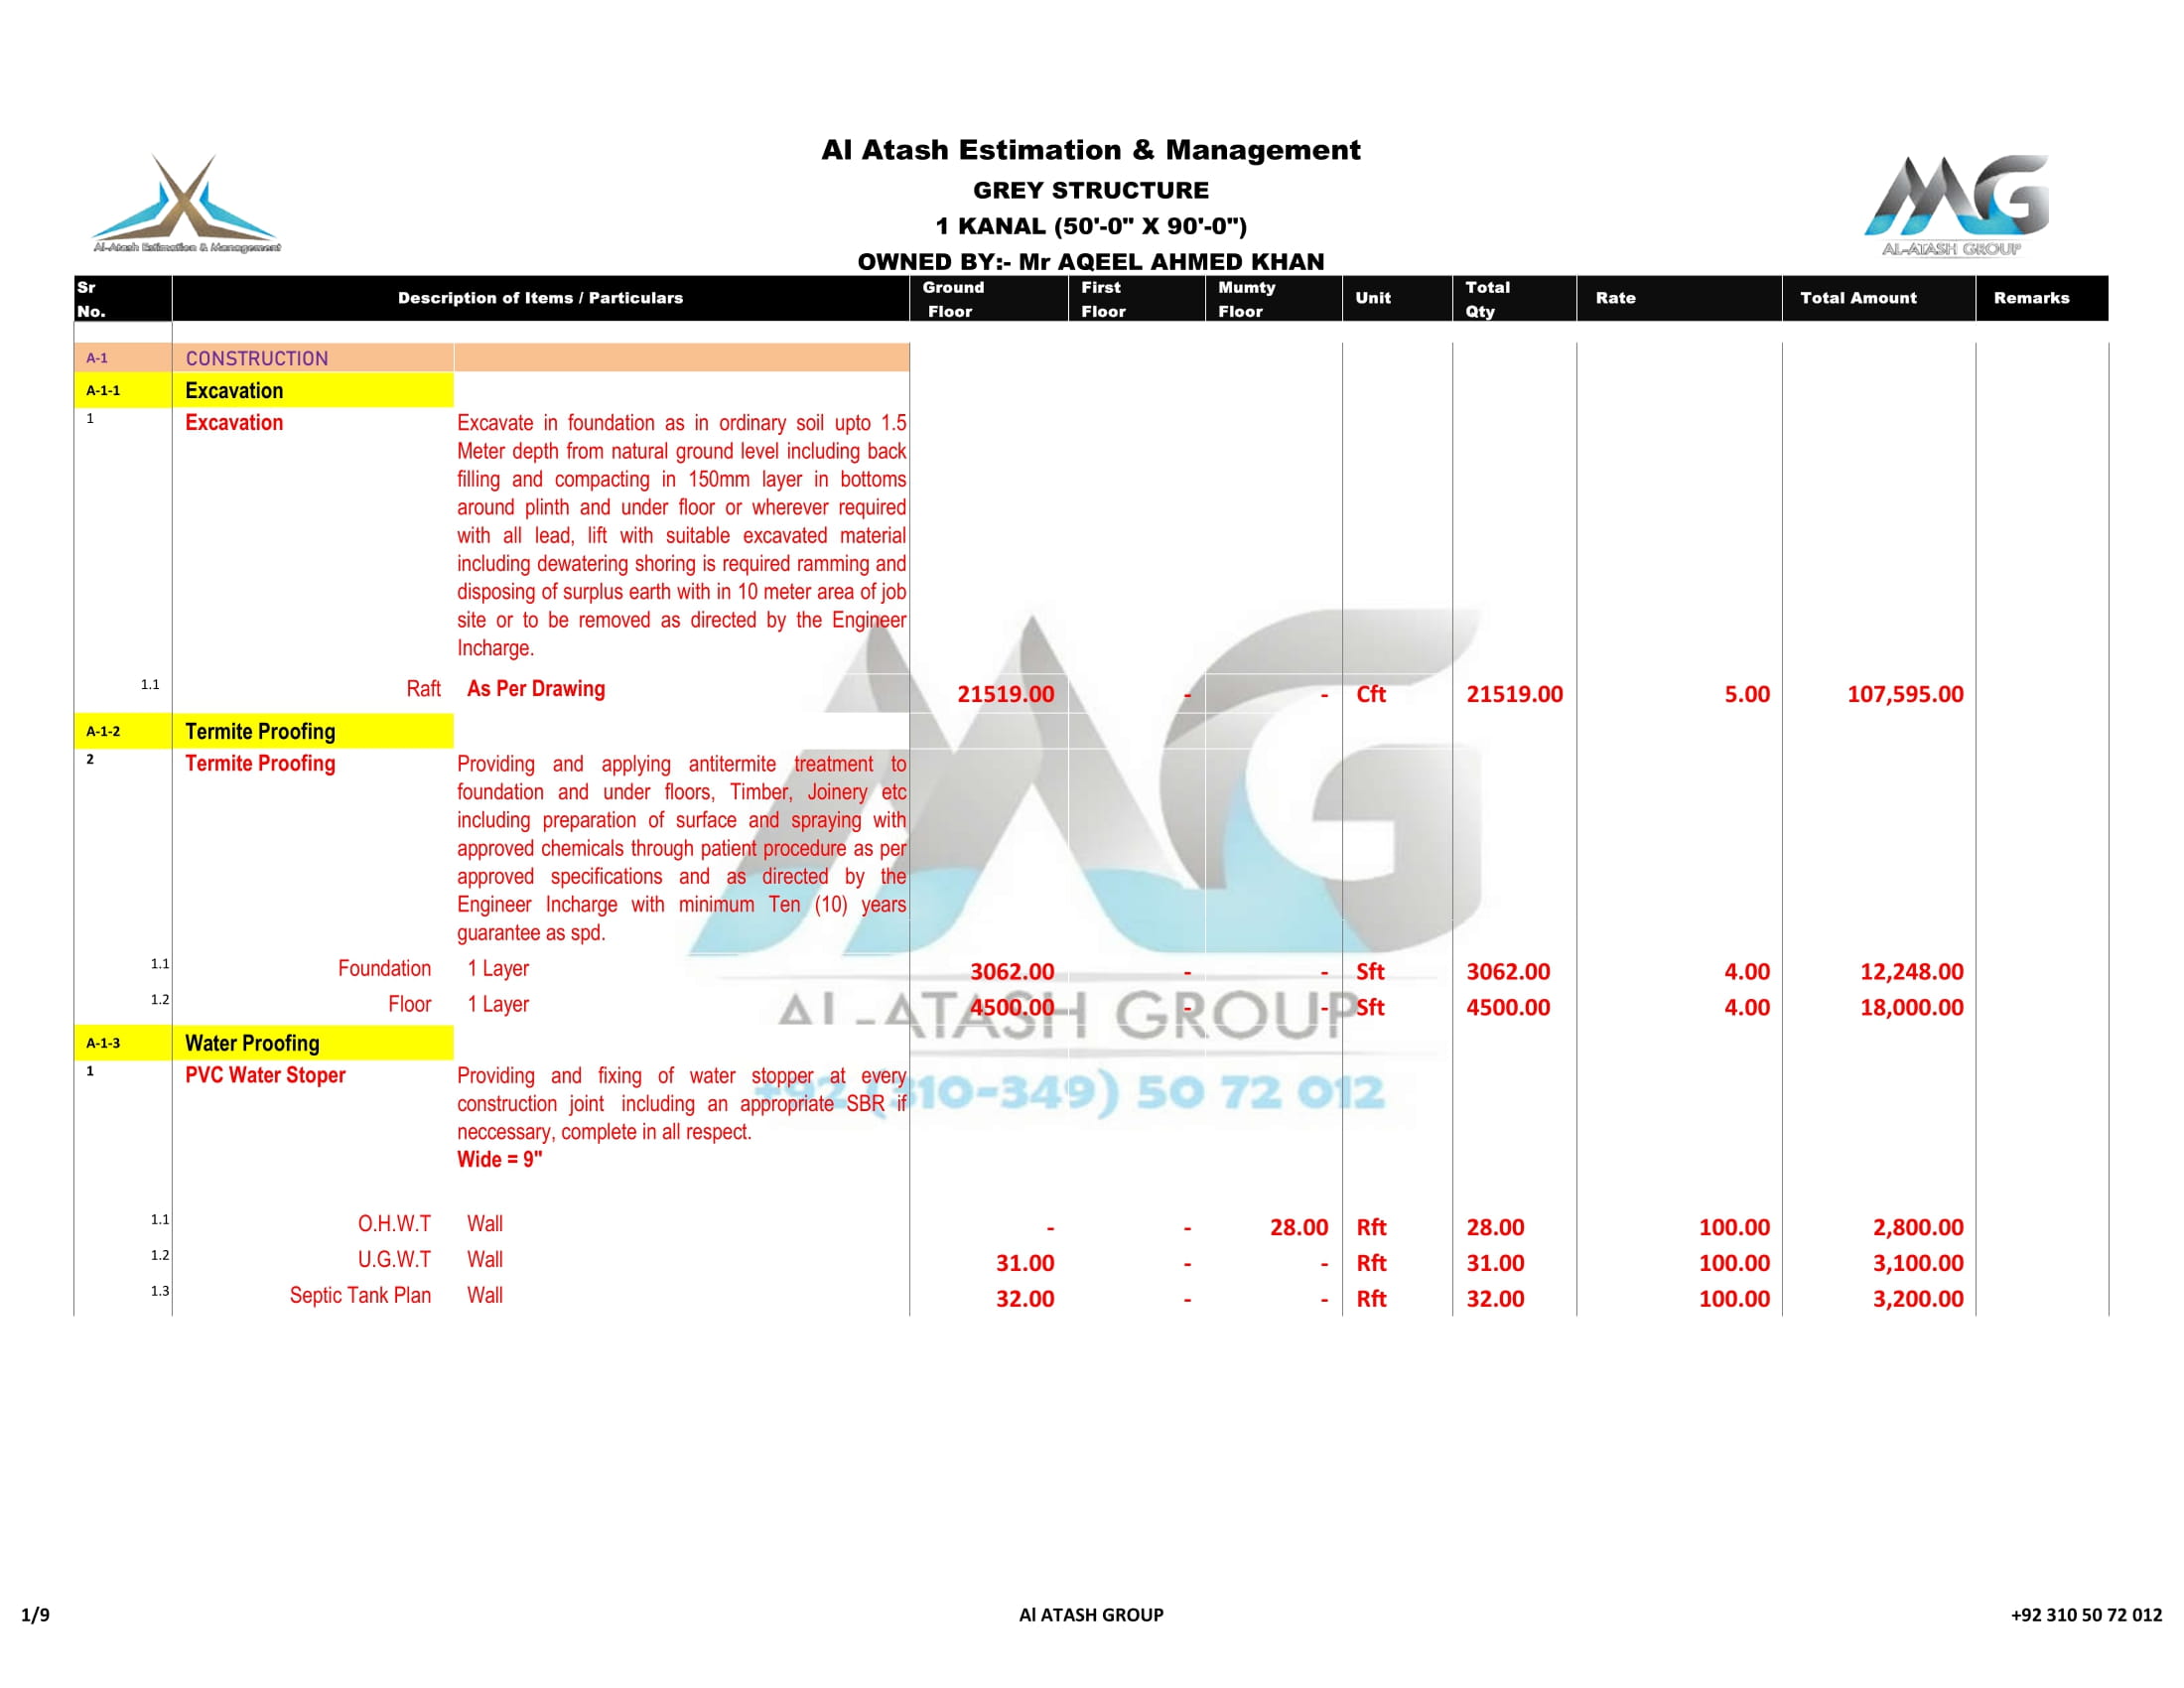 Al Atash Estimation & Management
GREY STRUCTURE
1 KANAL (50'-0" X 90'-0")
OWNED BY:- Mr AQEEL AHMED KHAN
Al-Atash Estimation & Management
MG
AL-ATASH GROUP
Sr No. Description of Items / Particulars Ground Floor First Floor Mumty Floor Unit Total Qty Rate Total Amount Remarks
A-1 CONSTRUCTION
A-1-1 Excavation
1 Excavation Excavate in foundation as in ordinary soil upto 1.5
Meter depth from natural ground level including back
filling and compacting in 150mm layer in bottoms
around plinth and under floor or wherever required
with all lead, lift with suitable excavated material
including dewatering shoring is required ramming and
disposing of surplus earth with in 10 meter area of job
site or to be removed as directed by the Engineer
Incharge.
1.1 Raft As Per Drawing 21519.00 - - Cft 21519.00 5.00 107,595.00
A-1-2 Termite Proofing
2 Termite Proofing Providing and applying antitermite treatment to
foundation and under floors, Timber, Joinery etc
including preparation of surface and spraying with
approved chemicals through patient procedure as per
approved specifications and as directed by the
Engineer Incharge with minimum Ten (10) years
guarantee as spd.
1.1 Foundation 1 Layer 3062.00 - - Sft 3062.00 4.00 12,248.00
1.2 Floor 1 Layer 4500.00 - - Sft 4500.00 4.00 18,000.00
A-1-3 Water Proofing
1 PVC Water Stoper Providing and fixing of water stopper at every
construction joint including an appropriate SBR if
neccessary, complete in all respect.
Wide = 9"
1.1 O.H.W.T Wall - - 28.00 Rft 28.00 100.00 2,800.00
1.2 U.G.W.T Wall 31.00 - - Rft 31.00 100.00 3,100.00
1.3 Septic Tank Plan Wall 32.00 - - Rft 32.00 100.00 3,200.00
MG
Al-ATASH GROUP
+92 (310-349) 50 72 012
1/9 Al ATASH GROUP +92 310 50 72 012